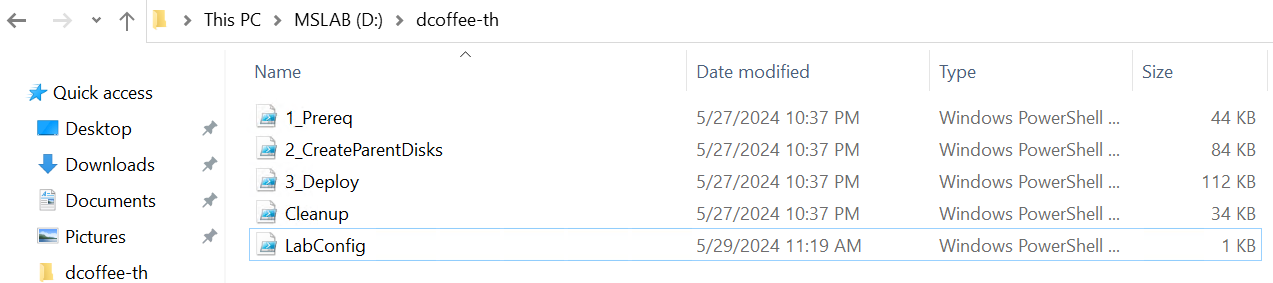 This PC > MSLAB (D:) > dcoffee-th
Name Date modified Type Size
Quick access
Desktop
Downloads
Documents
Pictures
dcoffee-th
1_Prereq 5/27/2024 10:37 PM Windows PowerShell ... 44 KB
2_CreateParentDisks 5/27/2024 10:37 PM Windows PowerShell ... 84 KB
3_Deploy 5/27/2024 10:37 PM Windows PowerShell ... 112 KB
Cleanup 5/27/2024 10:37 PM Windows PowerShell ... 34 KB
LabConfig 5/29/2024 11:19 AM Windows PowerShell ... 1 KB